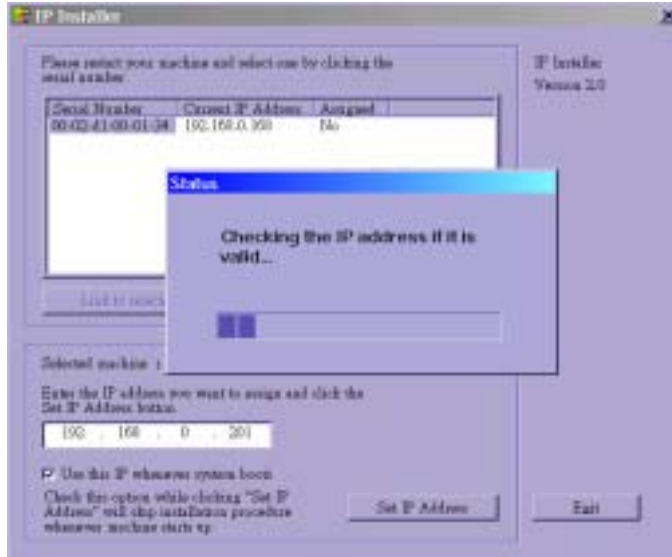 IP Installer
Please restart your machine and select one by clicking the
serial number
IP Installer
Version 2.0
Serial Number Current IP Address Assigned
00-02-d1-00-01-34 192.168.0.168 No
Status
Checking the IP address if it is
valid...
Link to
Selected machine :
Enter the IP address you want to assign and click the
Set IP Address button
192 . 168 . 0 . 201
Use this IP whenever system boots
Check this option while clicking "Set IP
Address" will skip installation procedure
whenever machine starts up
Set IP Address
Exit